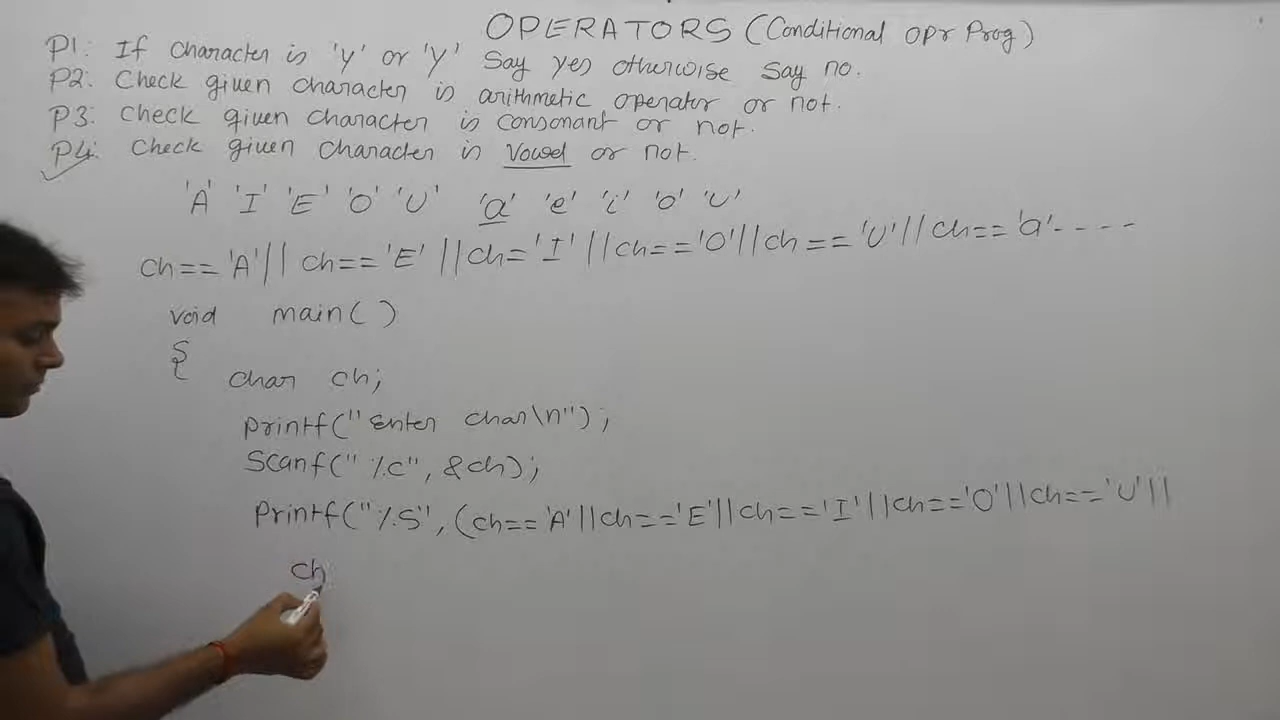 OPERATORS (Conditional opr Prog)
P1: If character is 'y' or 'Y' Say yes otherwise say no.
P2: Check given character is arithmetic operator or not.
P3: Check given character is consonant or not.
P4: Check given character is Vowel or not.
'A' 'I' 'E' 'O' 'U' 'a' 'e' 'i' 'o' 'u'
ch=='A'|| ch=='E' ||ch='I' ||ch=='O'||ch=='U'||ch=='a'----
void main( )
{
char ch;
printf("Enter char\n");
Scanf("%c", &ch);
Printf("%s", (ch=='A'||ch=='E'||ch=='I'||ch=='O'||ch=='U'||
ch